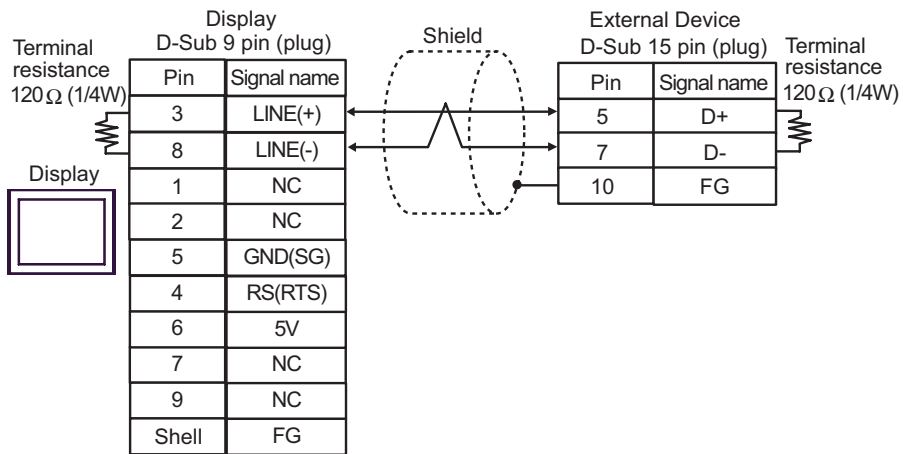 Display
D-Sub 9 pin (plug)
Terminal
resistance
120Ω (1/4W)
Pin Signal name
3 LINE(+)
8 LINE(-)
1 NC
2 NC
5 GND(SG)
4 RS(RTS)
6 5V
7 NC
9 NC
Shell FG
Display
Shield
External Device
D-Sub 15 pin (plug)
Pin Signal name
5 D+
7 D-
10 FG
Terminal
resistance
120Ω (1/4W)